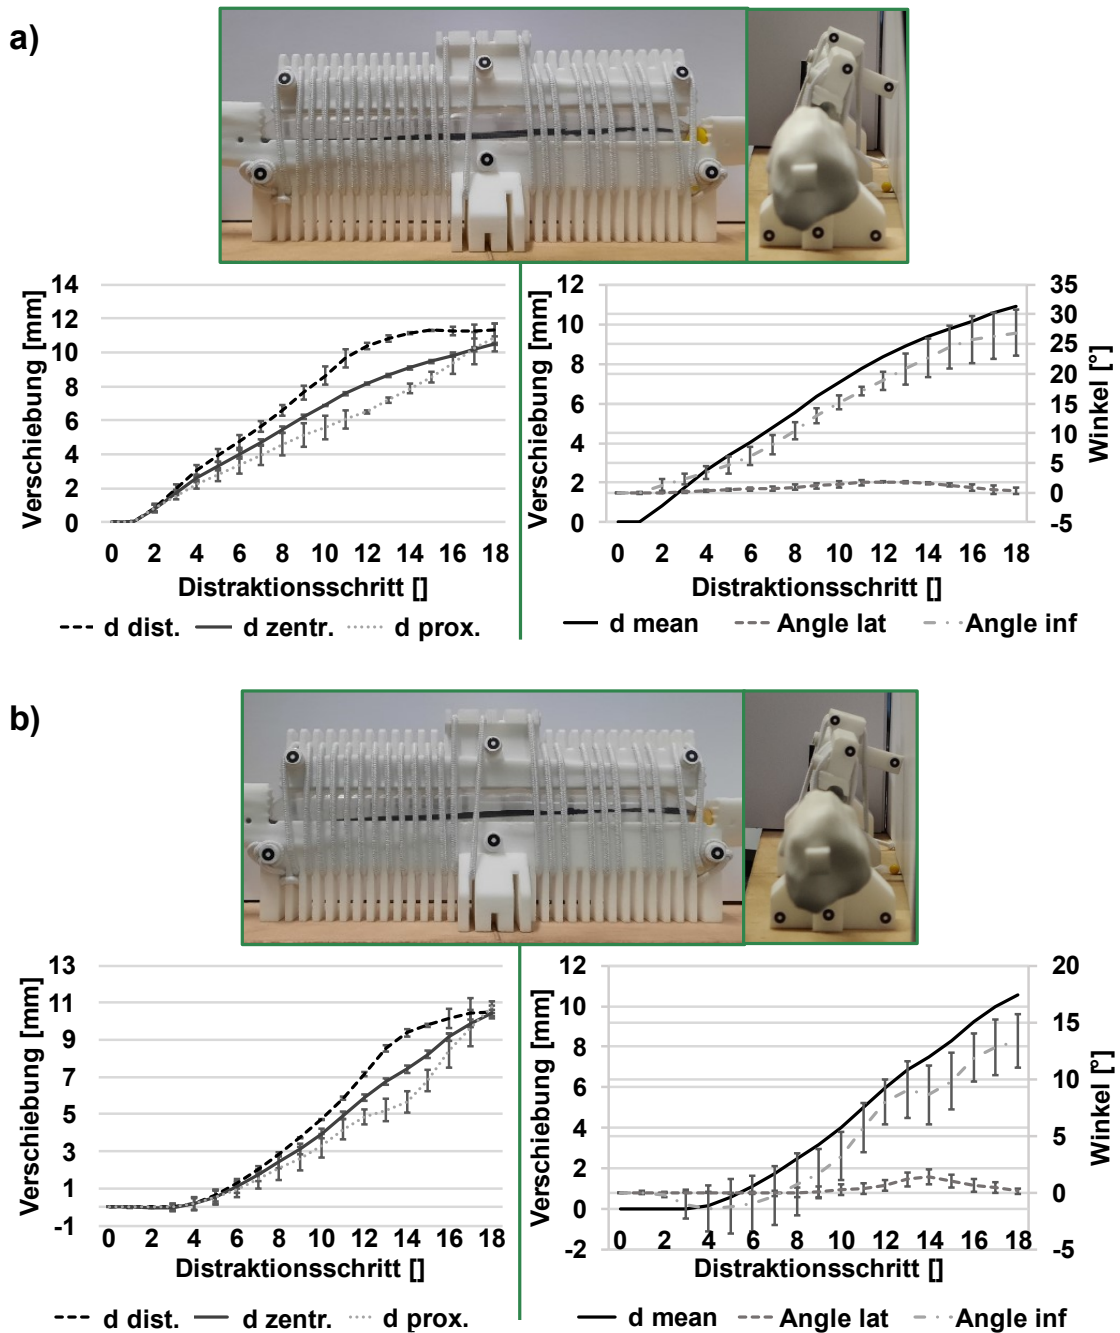 a)
Verschiebung [mm]
14
12
10
8
6
4
2
0
0 2 4 6 8 10 12 14 16 18
Distraktionsschritt []
d dist. d zentr. d prox.
Verschiebung [mm]
12
10
8
6
4
2
0
35
30
25
20
15
10
5
0
-5
Winkel [°]
0 2 4 6 8 10 12 14 16 18
Distraktionsschritt []
d mean Angle lat Angle inf
b)
Verschiebung [mm]
13
11
9
7
5
3
1
-1
0 2 4 6 8 10 12 14 16 18
Distraktionsschritt []
d dist. d zentr. d prox.
Verschiebung [mm]
12
10
8
6
4
2
0
-2
20
15
10
5
0
-5
Winkel [°]
0 2 4 6 8 10 12 14 16 18
Distraktionsschritt []
d mean Angle lat Angle inf